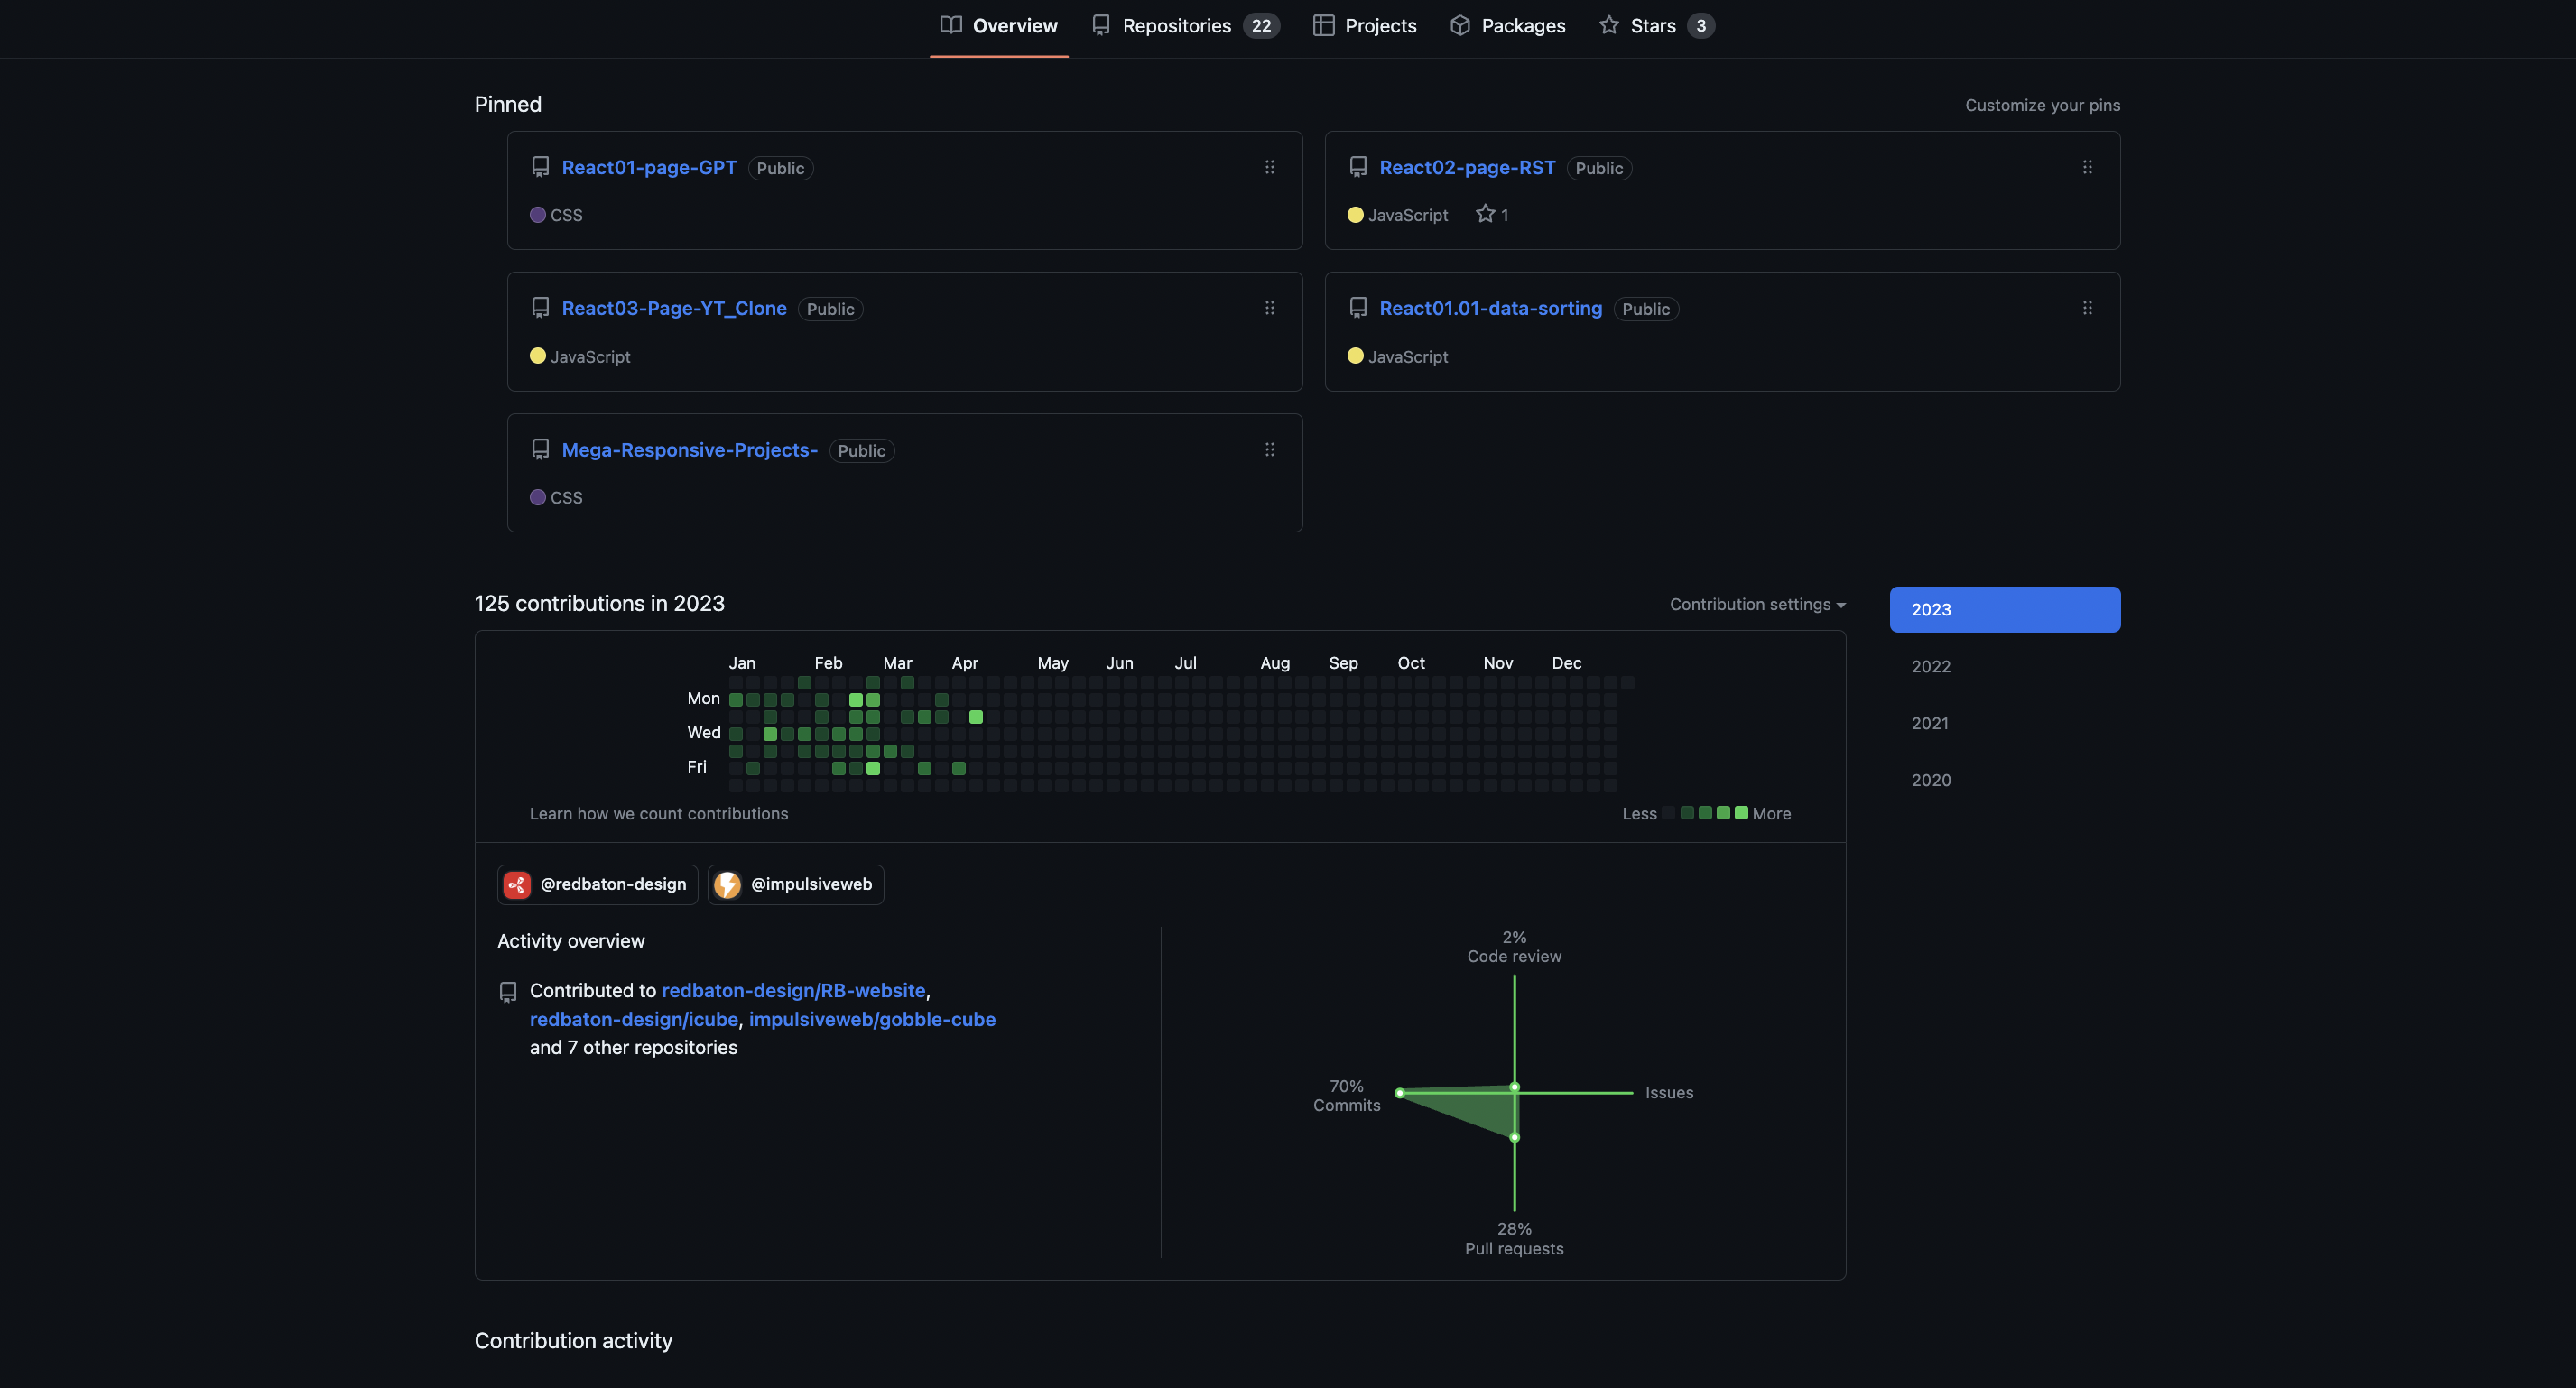 Overview Repositories 22 Projects Packages Stars 3
Pinned
Customize your pins
React01-page-GPT Public
CSS
React02-page-RST Public
JavaScript 1
React03-Page-YT_Clone Public
JavaScript
React01.01-data-sorting Public
JavaScript
Mega-Responsive-Projects- Public
CSS
125 contributions in 2023
Contribution settings
2023
2022
2021
2020
Jan Feb Mar Apr May Jun Jul Aug Sep Oct Nov Dec
Mon
Wed
Fri
Learn how we count contributions
Less More
@redbaton-design @impulsiveweb
Activity overview
Contributed to redbaton-design/RB-website,
redbaton-design/icube, impulsiveweb/gobble-cube
and 7 other repositories
2%
Code review
70%
Commits
Issues
28%
Pull requests
Contribution activity